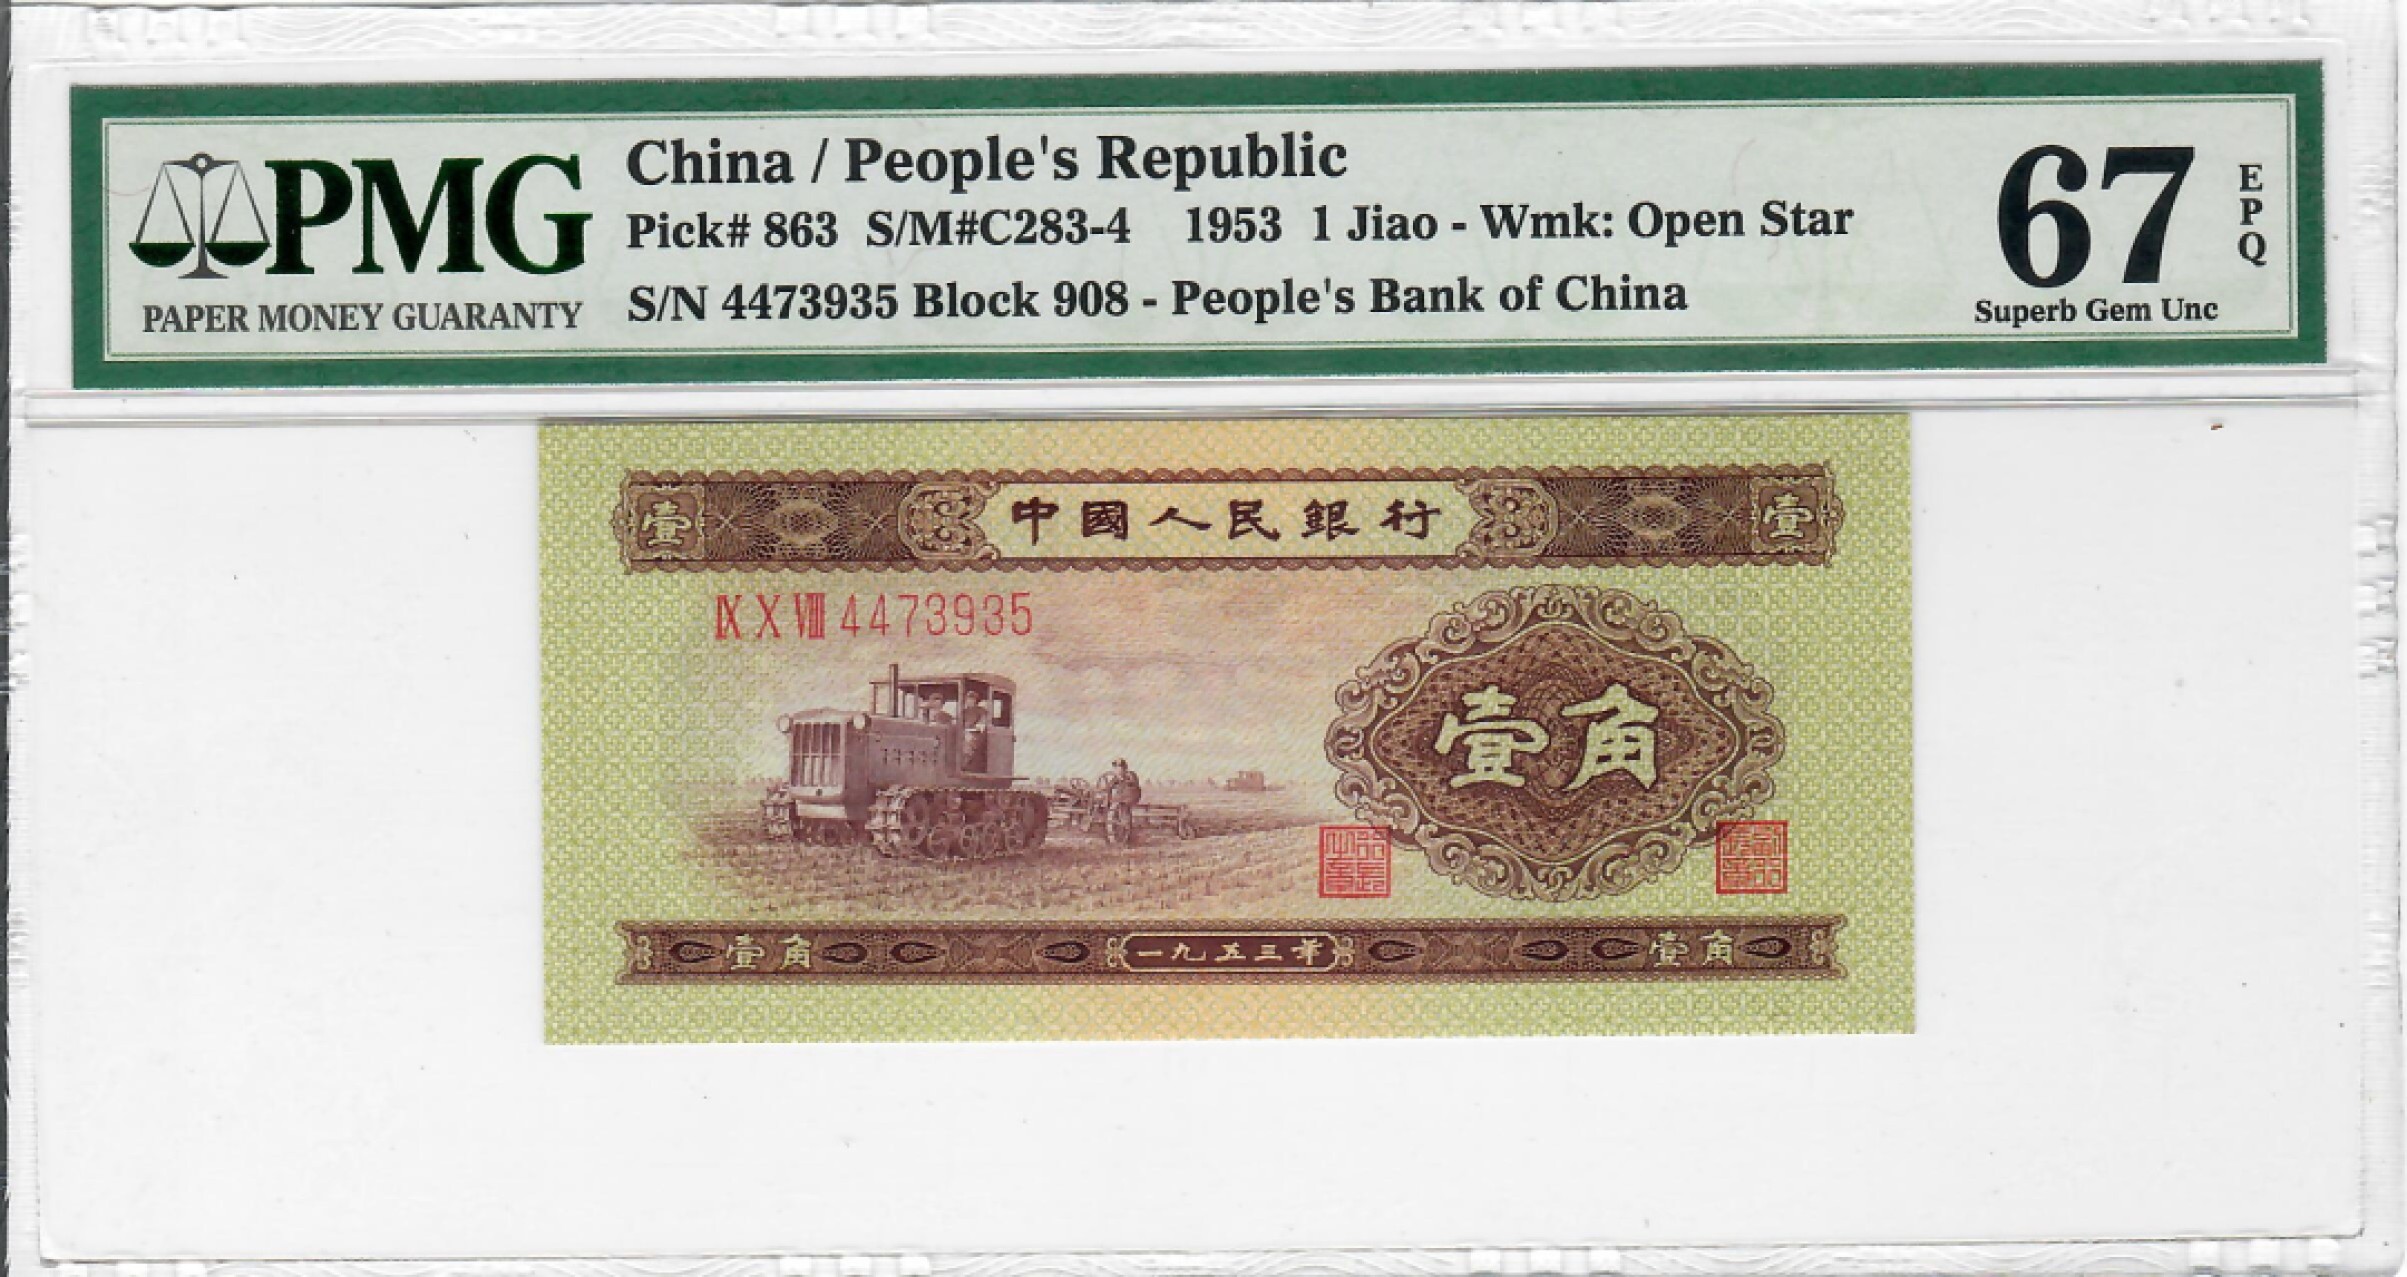 PMG
PAPER MONEY GUARANTY
China / People's Republic
Pick# 863 S/M#C283-4 1953 1 Jiao - Wmk: Open Star
S/N 4473935 Block 908 - People's Bank of China
67
EPQ
Superb Gem Unc
壹 中國人民銀行 壹
ⅨⅩⅧ 4473935
壹角
壹角 一九五三年 壹角